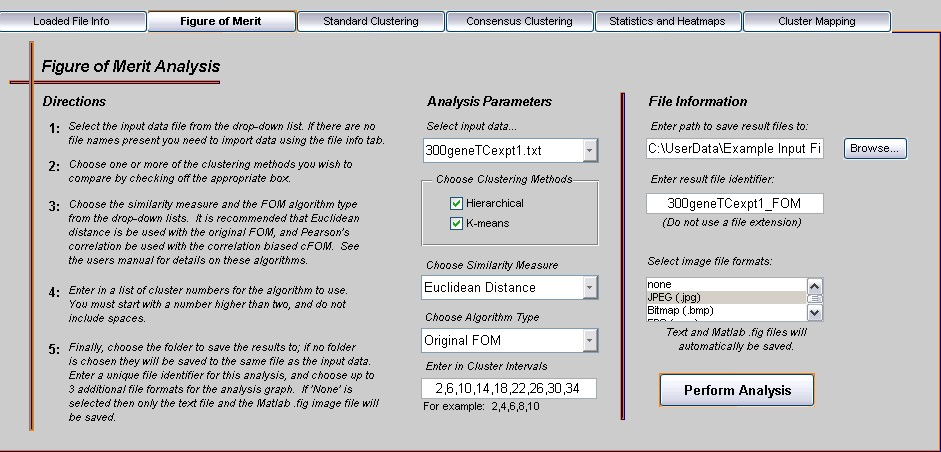 Loaded File Info
Figure of Merit
Standard Clustering
Consensus Clustering
Statistics and Heatmaps
Cluster Mapping
Figure of Merit Analysis
Directions
1: Select the input data file from the drop-down list. If there are no
file names present you need to import data using the file info tab.
2: Choose one or more of the clustering methods you wish to
compare by checking off the appropriate box.
3: Choose the similarity measure and the FOM algorithm type
from the drop-down lists. It is recommended that Euclidean
distance is be used with the original FOM, and Pearson's
correlation be used with the correlation biased cFOM. See
the users manual for details on these algorithms.
4: Enter in a list of cluster numbers for the algorithm to use.
You must start with a number higher than two, and do not
include spaces.
5: Finally, choose the folder to save the results to; if no folder
is chosen they will be saved to the same file as the input data.
Enter a unique file identifier for this analysis, and choose up to
3 additional file formats for the analysis graph. If 'None' is
selected then only the text file and the Matlab .fig image file will
be saved.
Analysis Parameters
Select input data...
300geneTCexpt1.txt
Choose Clustering Methods
Hierarchical
K-means
Choose Similarity Measure
Euclidean Distance
Choose Algorithm Type
Original FOM
Enter in Cluster Intervals
2,6,10,14,18,22,26,30,34
For example: 2,4,6,8,10
File Information
Enter path to save result files to:
C:\UserData\Example Input Fi
Browse...
Enter result file identifier:
300geneTCexpt1_FOM
(Do not use a file extension)
Select image file formats:
none
JPEG (.jpg)
Bitmap (.bmp)
Text and Matlab .fig files will
automatically be saved.
Perform Analysis